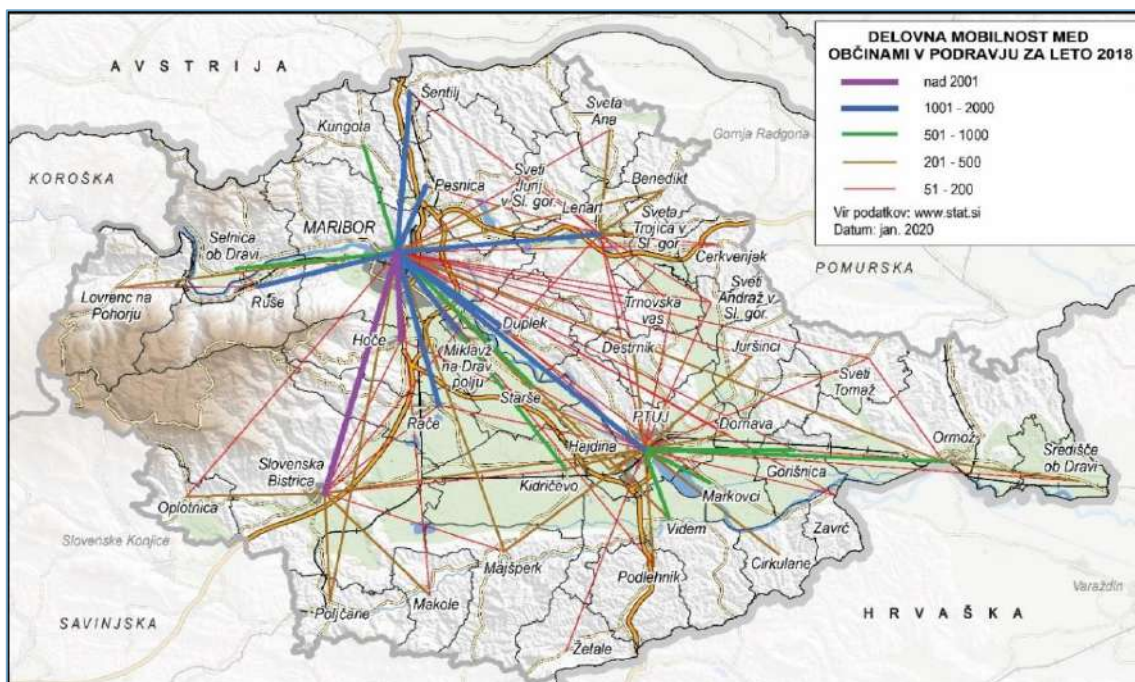 DELOVNA MOBILNOST MED
OBČINAMI V PODRAVJU ZA LETO 2018
nad 2001
1001 - 2000
501 - 1000
201 - 500
51 - 200
Vir podatkov: www.stat.si
Datum: jan. 2020
AVSTRIJA
Šentilj
Kungota
Sveta
Ana
Gornja Radgona
KOROŠKA
Pesnica
Sveti
Jurij
v Sl. gor.
Benedikt
MARIBOR
Lenart
Sveta
Trojica v
Sl. gor
Selnica
ob Dravi
Cerkvenjak
POMURSKA
Lovrenc na
Pohorju
Ruše
Sveti
Andraž v
Sl. gor.
Trnovska
vas
Duplek
Hoče
Miklavž
na Drav.
polju
Destrnik
Juršinci
Sveti
Tomaž
Starše
Rače
PTUJ
Dornava
Hajdina
Ormož
Središče
ob Dravi
Slovenska
Bistrica
Gorišnica
Kidričevo
Oplotnica
Markovci
Videm
Zavrč
Slovenske Konjice
Cirkulane
Majšperk
Podlehnik
Varaždin
Poljčane
Makole
SAVINJSKA
HRVAŠKA
Žetale